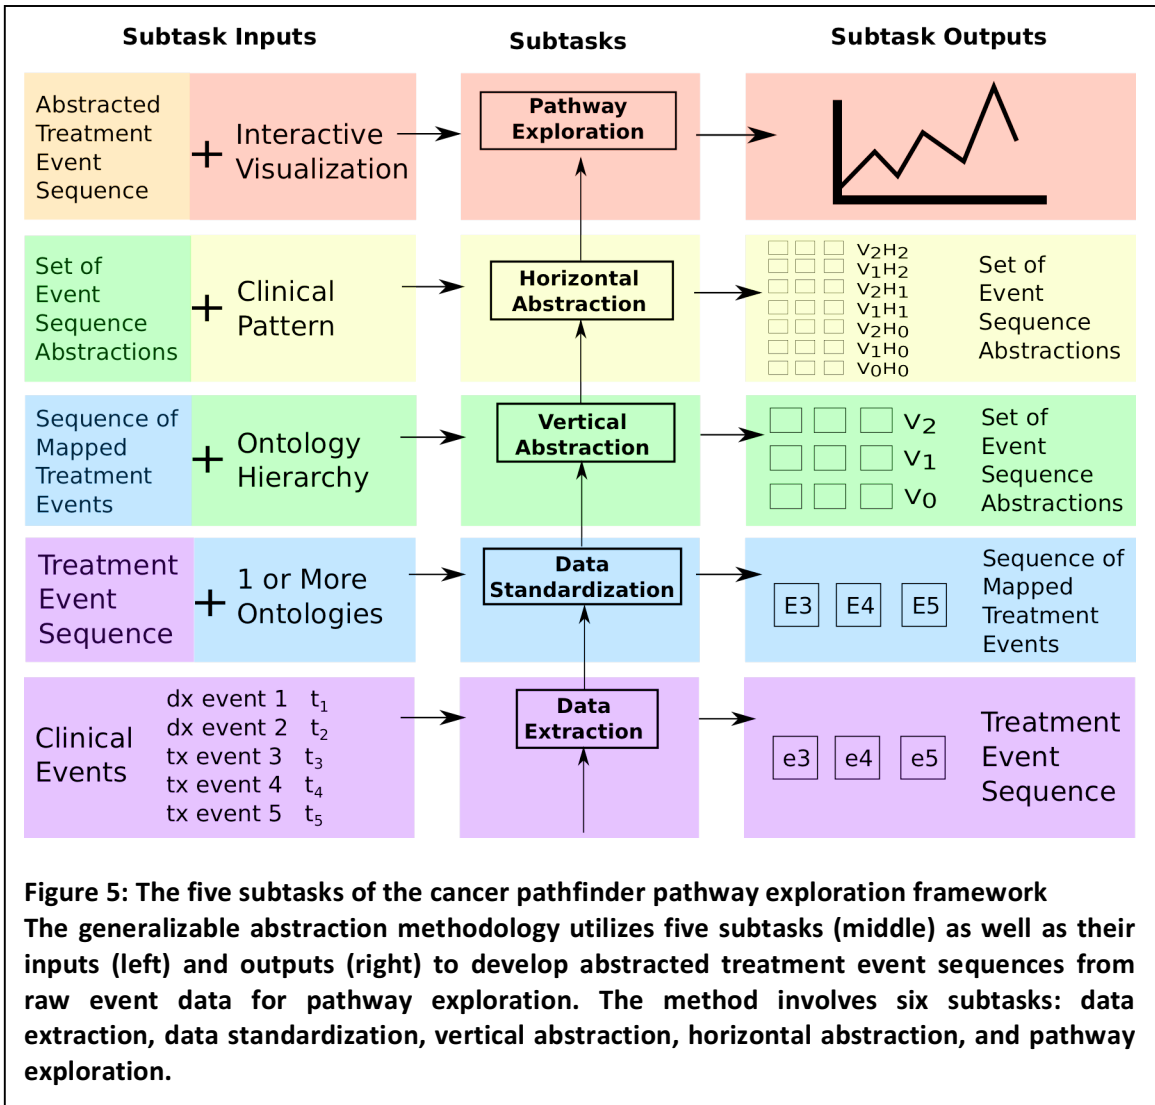 Subtask Inputs
Subtasks
Subtask Outputs
Abstracted
Treatment
Event
Sequence
+
Interactive
Visualization
Pathway
Exploration
Set of
Event
Sequence
Abstractions
+
Clinical
Pattern
Horizontal
Abstraction
V2H2
V1H2
V2H1
V1H1
V2H0
V1H0
V0H0
Set of
Event
Sequence
Abstractions
Sequence of
Mapped
Treatment
Events
+
Ontology
Hierarchy
Vertical
Abstraction
V2
V1
V0
Set of
Event
Sequence
Abstractions
Treatment
Event
Sequence
+
1 or More
Ontologies
Data
Standardization
E3 E4 E5
Sequence of
Mapped
Treatment
Events
Clinical
Events
dx event 1 t1
dx event 2 t2
tx event 3 t3
tx event 4 t4
tx event 5 t5
Data
Extraction
e3 e4 e5
Treatment
Event
Sequence
Figure 5: The five subtasks of the cancer pathfinder pathway exploration framework
The generalizable abstraction methodology utilizes five subtasks (middle) as well as their
inputs (left) and outputs (right) to develop abstracted treatment event sequences from
raw event data for pathway exploration. The method involves six subtasks: data
extraction, data standardization, vertical abstraction, horizontal abstraction, and pathway
exploration.